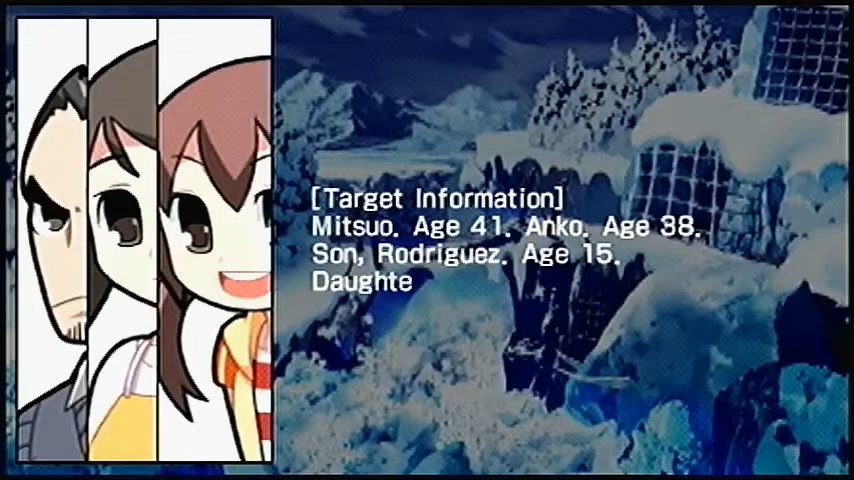 [Target Information]
Mitsuo. Age 41. Anko. Age 38.
Son, Rodriguez. Age 15.
Daughte